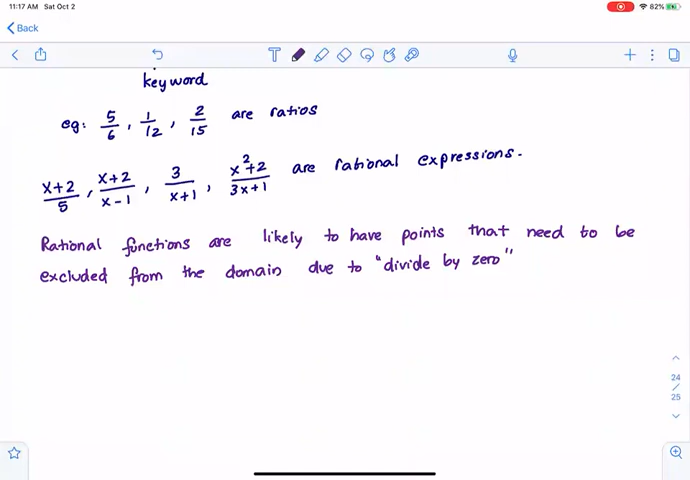 11:17 AM Sat Oct 2
82%
Back
T
keyword
eg: 5/6, 1/12, 2/15 are ratios
x+2/5, x+2/x-1, 3/x+1, x²+2/3x+1 are rational expressions.
Rational functions are likely to have points that need to be
excluded from the domain due to "divide by zero"
24
/
25